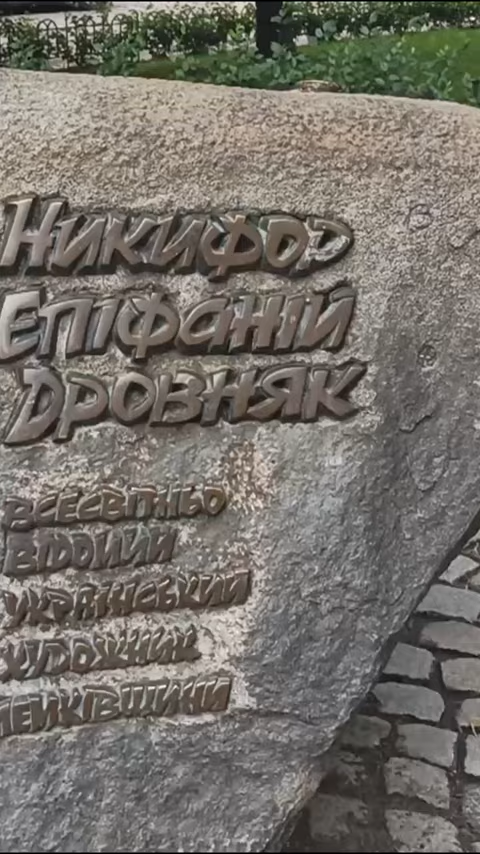 Никифор
Епіфаній
Дровняк
всесвітньо
відомий
український
художник
Лемківщини